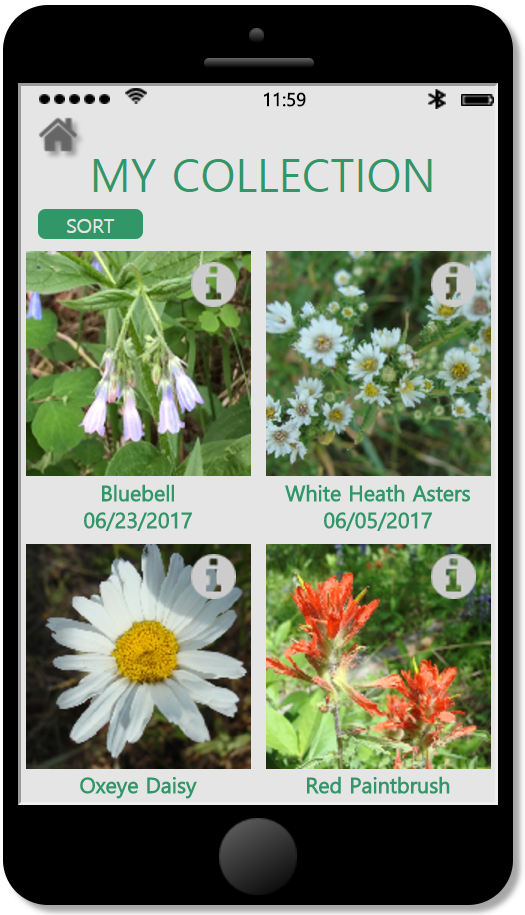 11:59
MY COLLECTION
SORT
Bluebell
06/23/2017
White Heath Asters
06/05/2017
Oxeye Daisy
Red Paintbrush